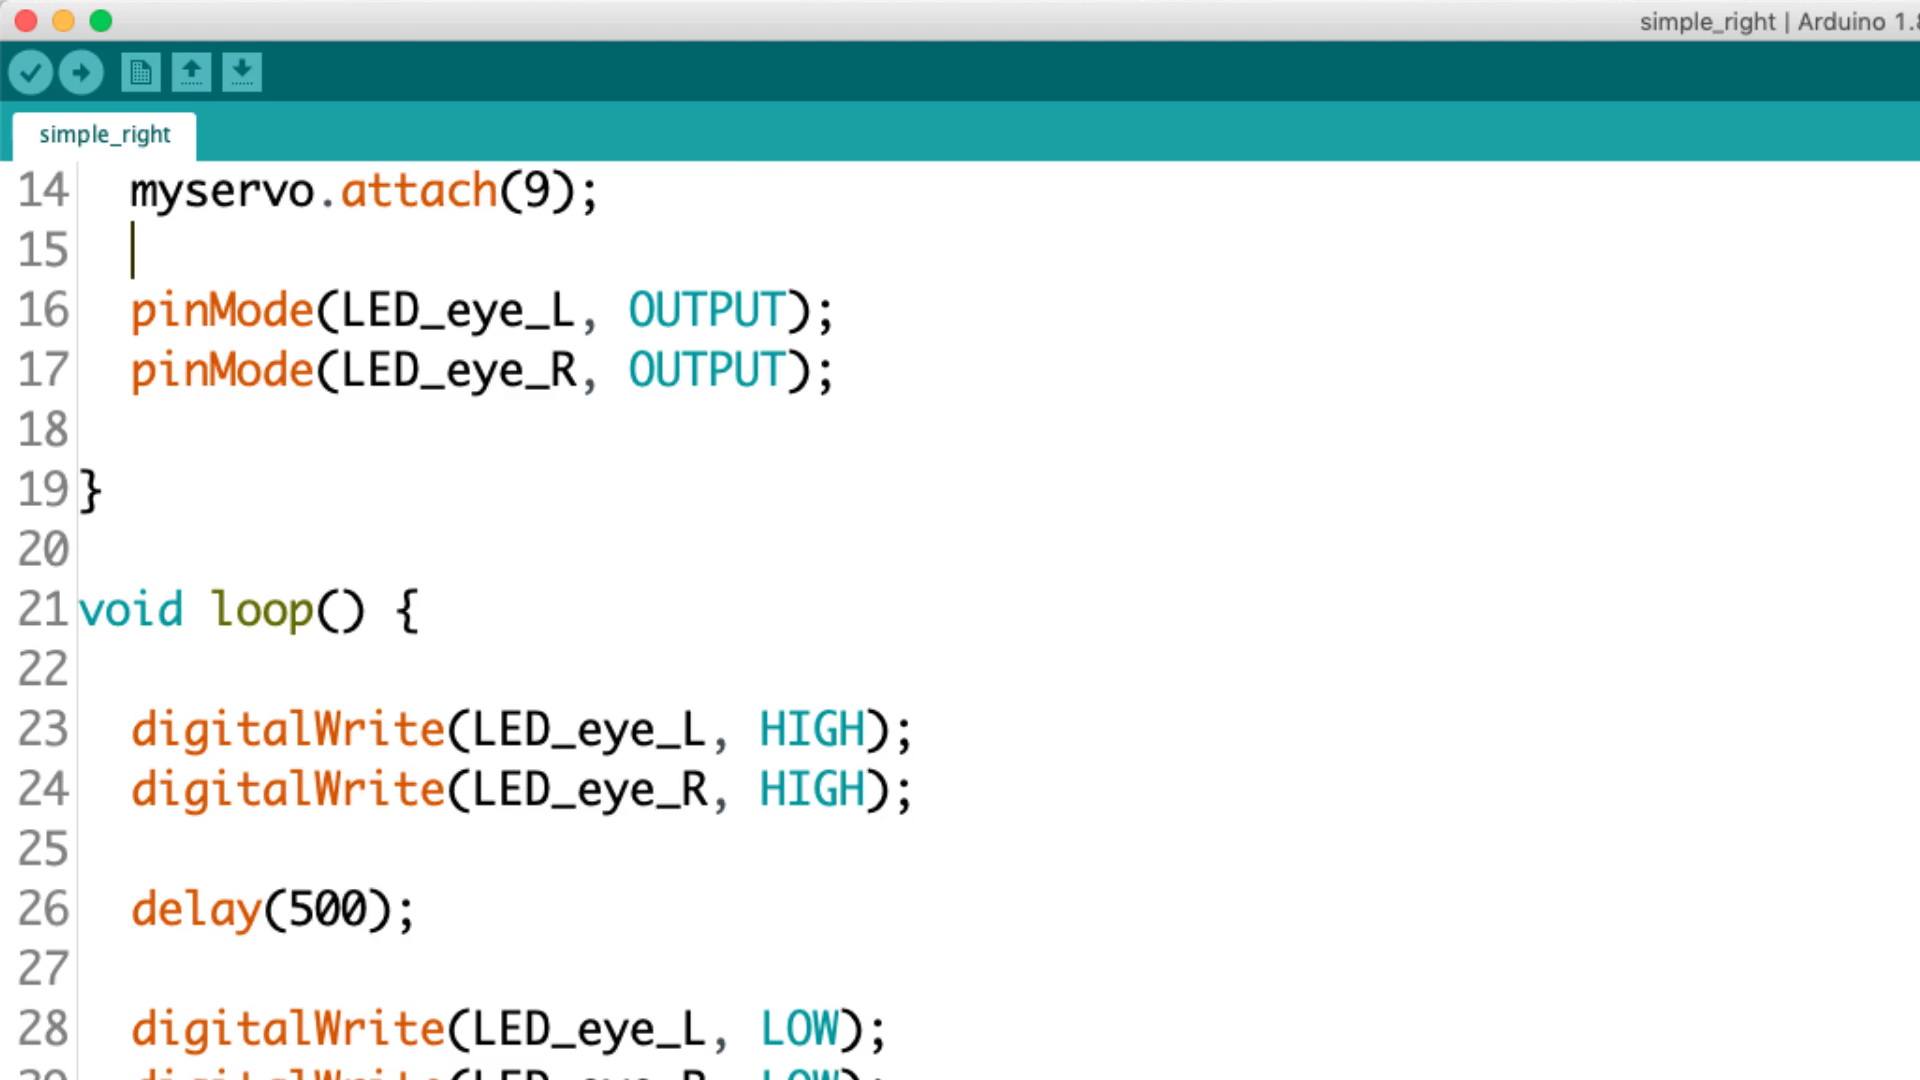 simple_right | Arduino 1.8
simple_right
14 myservo.attach(9);
15
16 pinMode(LED_eye_L, OUTPUT);
17 pinMode(LED_eye_R, OUTPUT);
18
19 }
20
21 void loop() {
22
23 digitalWrite(LED_eye_L, HIGH);
24 digitalWrite(LED_eye_R, HIGH);
25
26 delay(500);
27
28 digitalWrite(LED_eye_L, LOW);